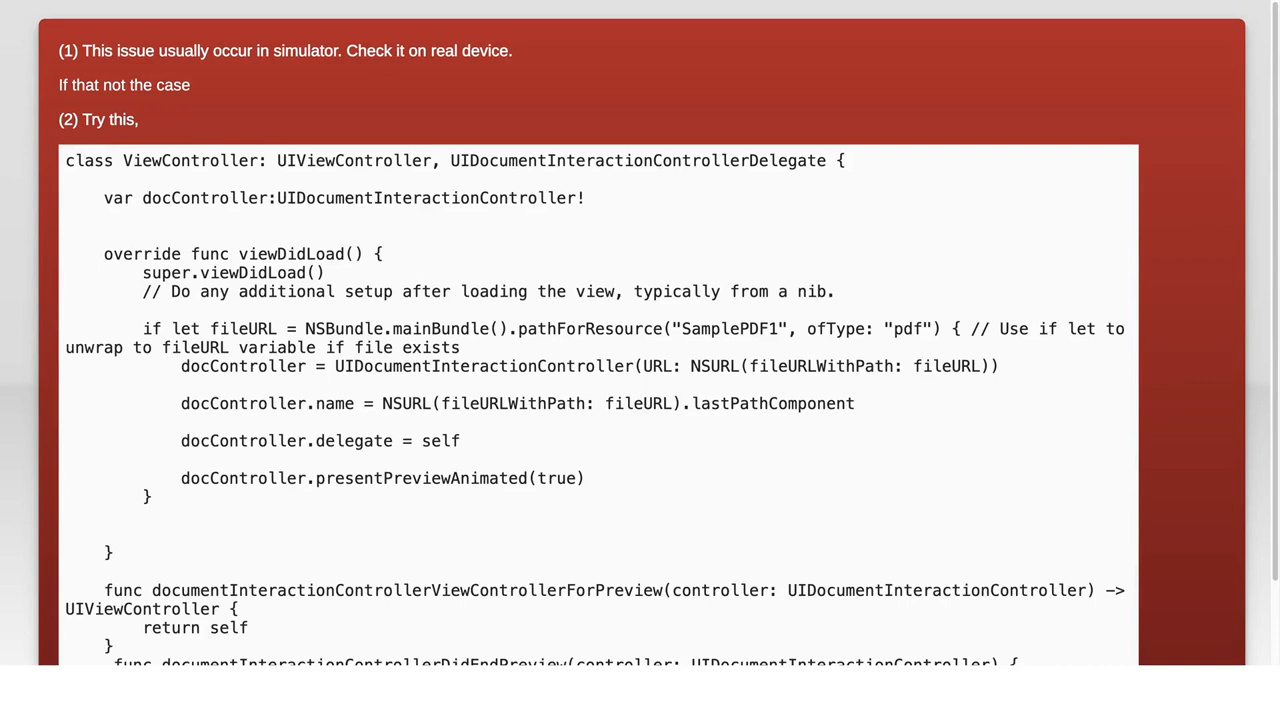 (1) This issue usually occur in simulator. Check it on real device.
If that not the case
(2) Try this,
class ViewController: UIViewController, UIDocumentInteractionControllerDelegate {
    var docController:UIDocumentInteractionController!
    override func viewDidLoad() {
        super.viewDidLoad()
        // Do any additional setup after loading the view, typically from a nib.
        if let fileURL = NSBundle.mainBundle().pathForResource("SamplePDF1", ofType: "pdf") { // Use if let to
unwrap to fileURL variable if file exists
            docController = UIDocumentInteractionController(URL: NSURL(fileURLWithPath: fileURL))
            docController.name = NSURL(fileURLWithPath: fileURL).lastPathComponent
            docController.delegate = self
            docController.presentPreviewAnimated(true)
        }
    }
    func documentInteractionControllerViewControllerForPreview(controller: UIDocumentInteractionController) ->
UIViewController {
        return self
    }
     func documentInteractionControllerDidEndPreview(controller: UIDocumentInteractionController) {